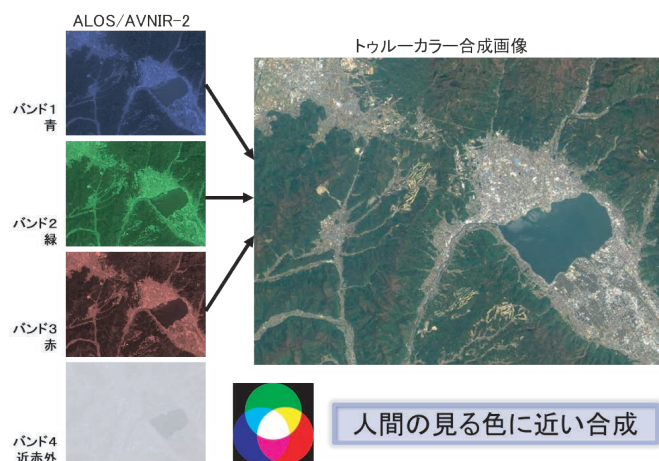 ALOS/AVNIR-2
トゥルーカラー合成画像
バンド1
青
バンド2
緑
バンド3
赤
バンド4
近赤外
人間の見る色に近い合成